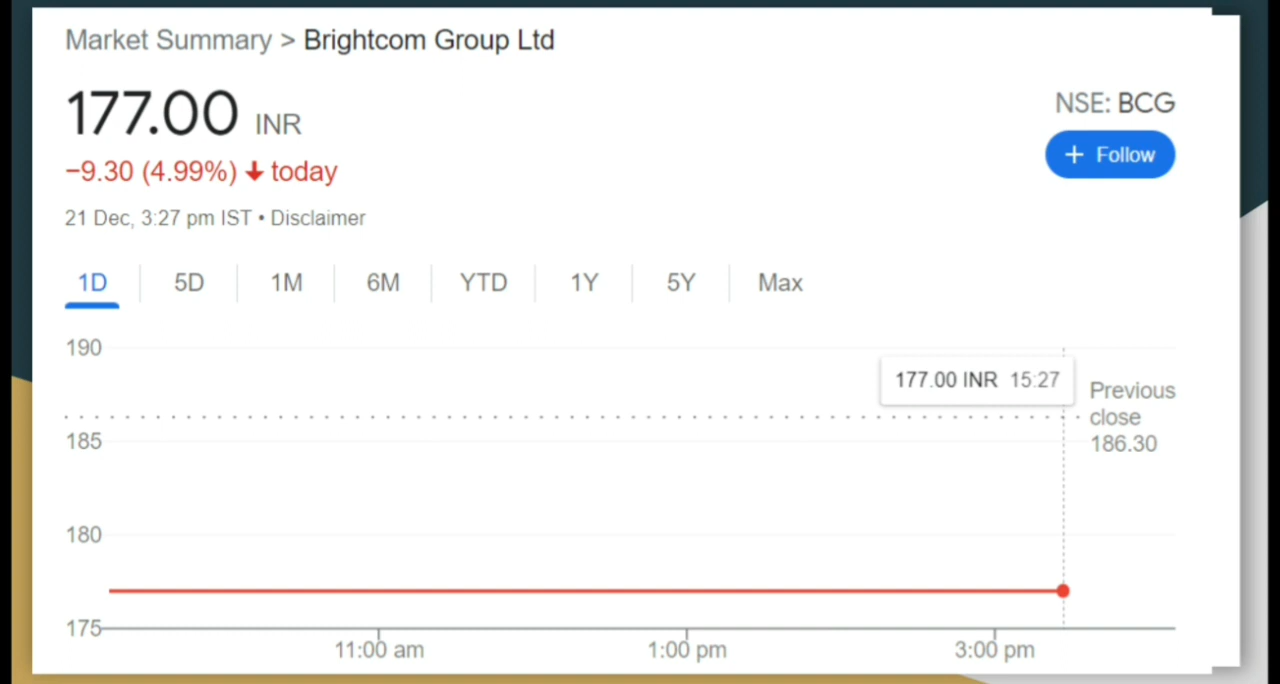 Market Summary > Brightcom Group Ltd
177.00 INR
NSE: BCG
+ Follow
−9.30 (4.99%) ↓ today
21 Dec, 3:27 pm IST • Disclaimer
1D 5D 1M 6M YTD 1Y 5Y Max
190
177.00 INR 15:27
Previous
close
186.30
185
180
175
11:00 am 1:00 pm 3:00 pm